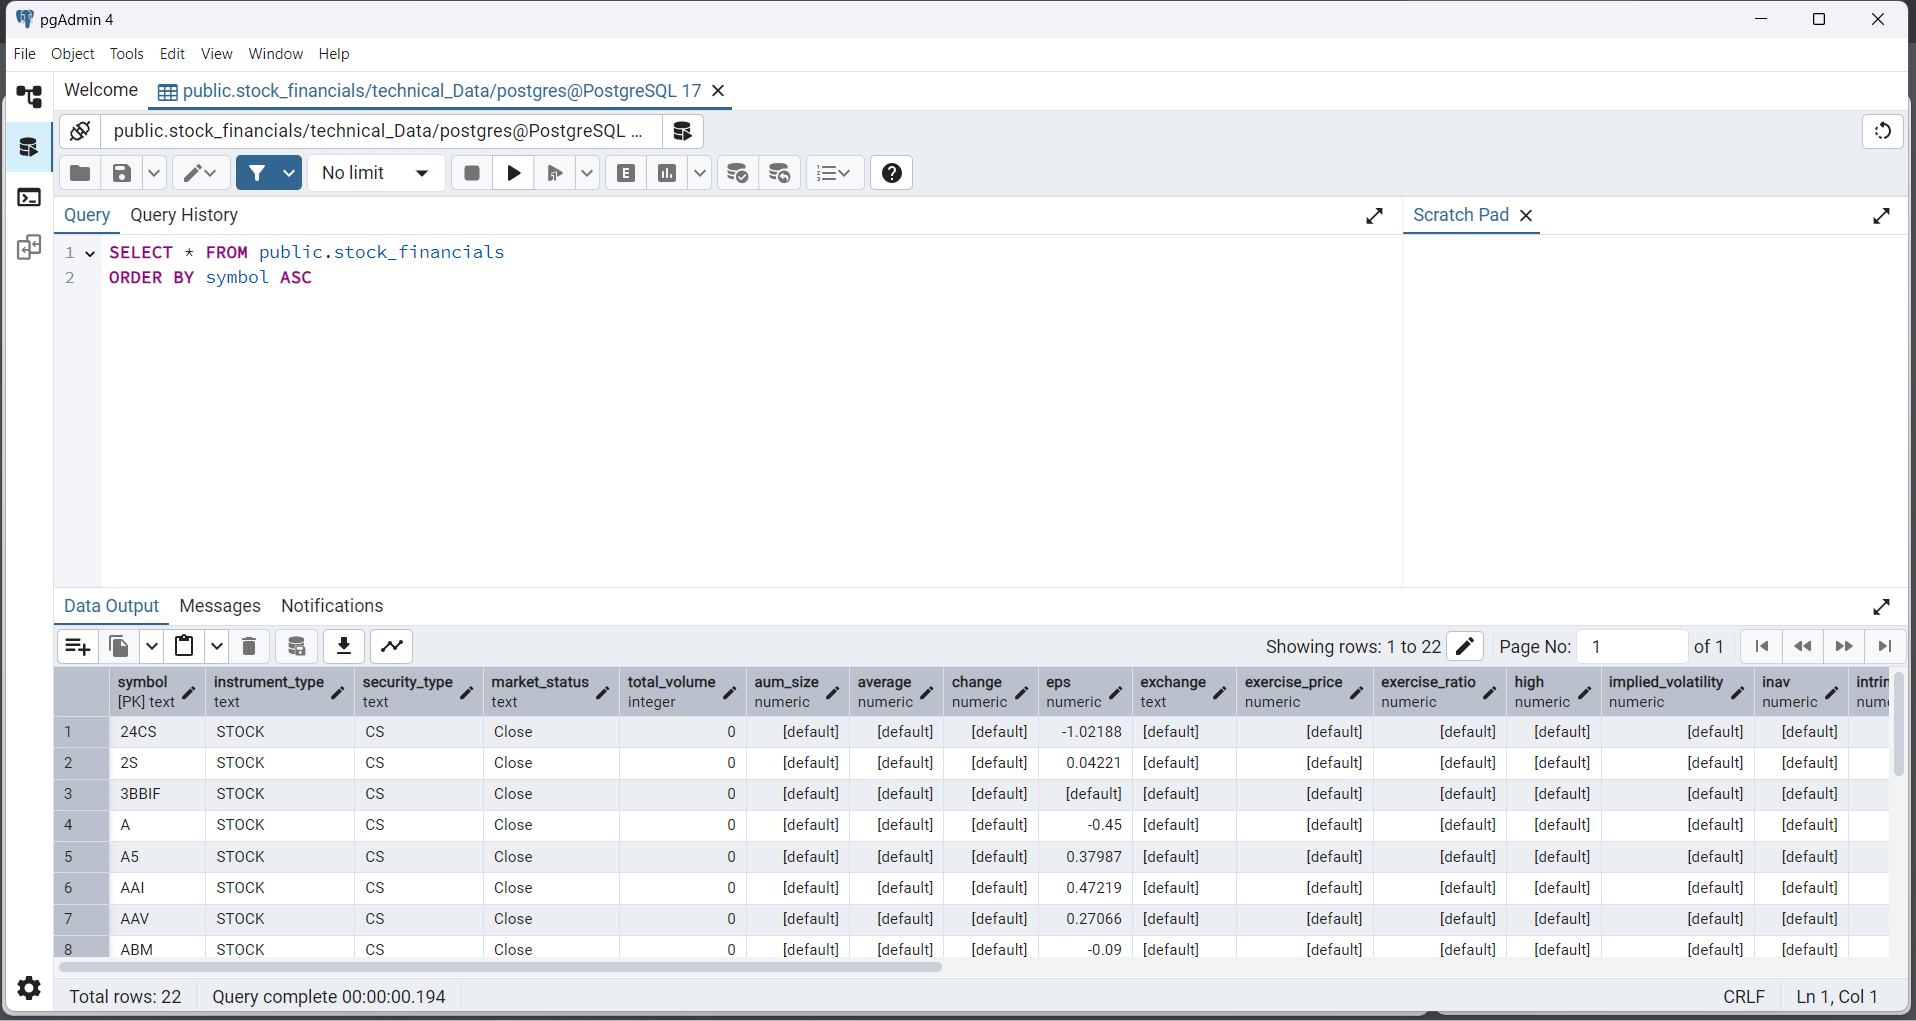 pgAdmin 4
File Object Tools Edit View Window Help
Welcome public.stock_financials/technical_Data/postgres@PostgreSQL 17
public.stock_financials/technical_Data/postgres@PostgreSQL ...
No limit E
Query Query History Scratch Pad
1 SELECT * FROM public.stock_financials
2 ORDER BY symbol ASC
Data Output Messages Notifications
Showing rows: 1 to 22 Page No: 1 of 1
symbol instrument_type security_type market_status total_volume aum_size average change eps exchange exercise_price exercise_ratio high implied_volatility inav intrin
[PK] text text text text integer numeric numeric numeric numeric text numeric numeric numeric numeric numeric nume
1 24CS STOCK CS Close 0 [default] [default] [default] -1.02188 [default] [default] [default] [default] [default] [default]
2 2S STOCK CS Close 0 [default] [default] [default] 0.04221 [default] [default] [default] [default] [default] [default]
3 3BBIF STOCK CS Close 0 [default] [default] [default] [default] [default] [default] [default] [default] [default] [default]
4 A STOCK CS Close 0 [default] [default] [default] -0.45 [default] [default] [default] [default] [default] [default]
5 A5 STOCK CS Close 0 [default] [default] [default] 0.37987 [default] [default] [default] [default] [default] [default]
6 AAI STOCK CS Close 0 [default] [default] [default] 0.47219 [default] [default] [default] [default] [default] [default]
7 AAV STOCK CS Close 0 [default] [default] [default] 0.27066 [default] [default] [default] [default] [default] [default]
8 ABM STOCK CS Close 0 [default] [default] [default] -0.09 [default] [default] [default] [default] [default] [default]
Total rows: 22 Query complete 00:00:00.194 CRLF Ln 1, Col 1